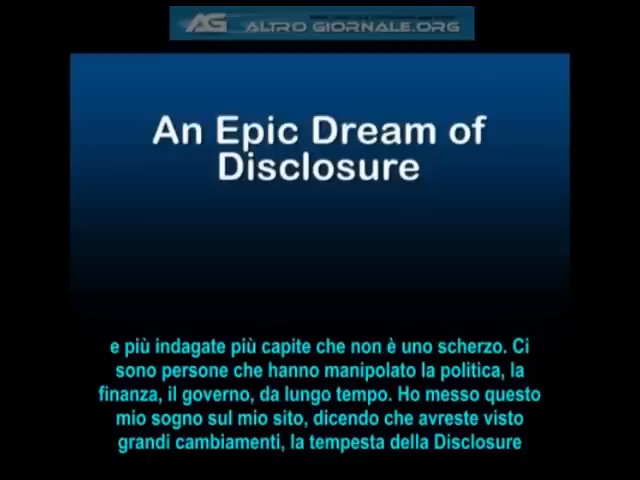 AG ALTRO GIORNALE.ORG
An Epic Dream of
Disclosure
e più indagate più capite che non è uno scherzo. Ci
sono persone che hanno manipolato la politica, la
finanza, il governo, da lungo tempo. Ho messo questo
mio sogno sul mio sito, dicendo che avreste visto
grandi cambiamenti, la tempesta della Disclosure